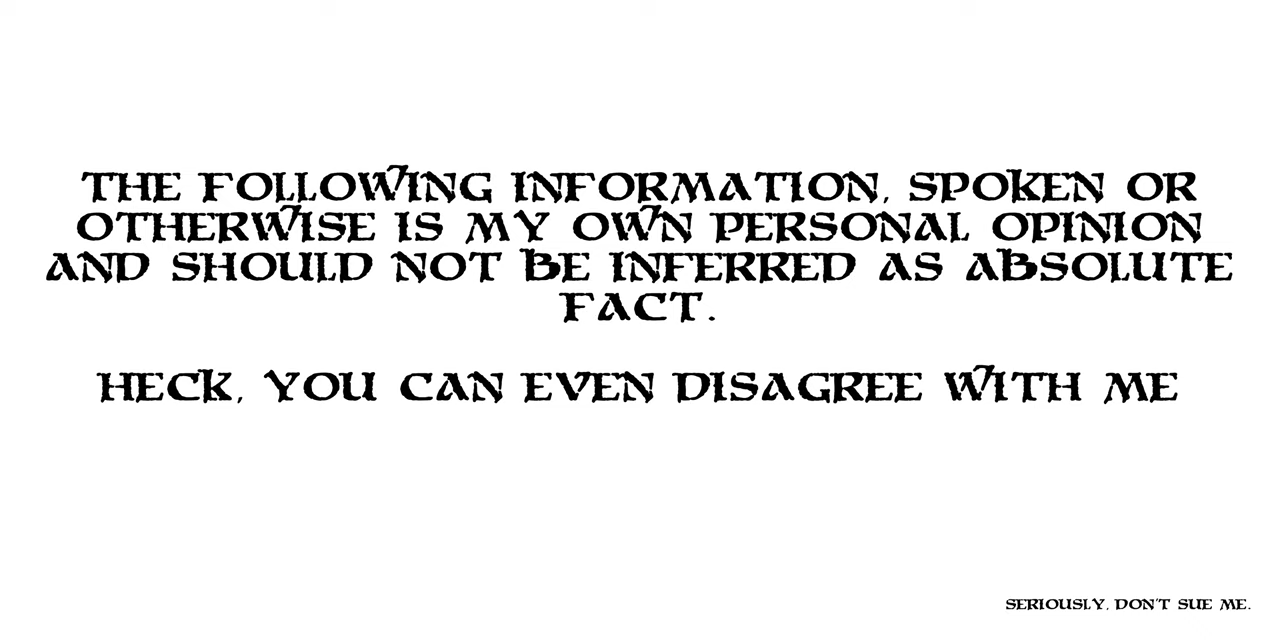 THE FOLLOWING INFORMATION, SPOKEN OR
OTHERWISE IS MY OWN PERSONAL OPINION
AND SHOULD NOT BE INFERRED AS ABSOLUTE
FACT.
HECK, YOU CAN EVEN DISAGREE WITH ME
SERIOUSLY, DON'T SUE ME.